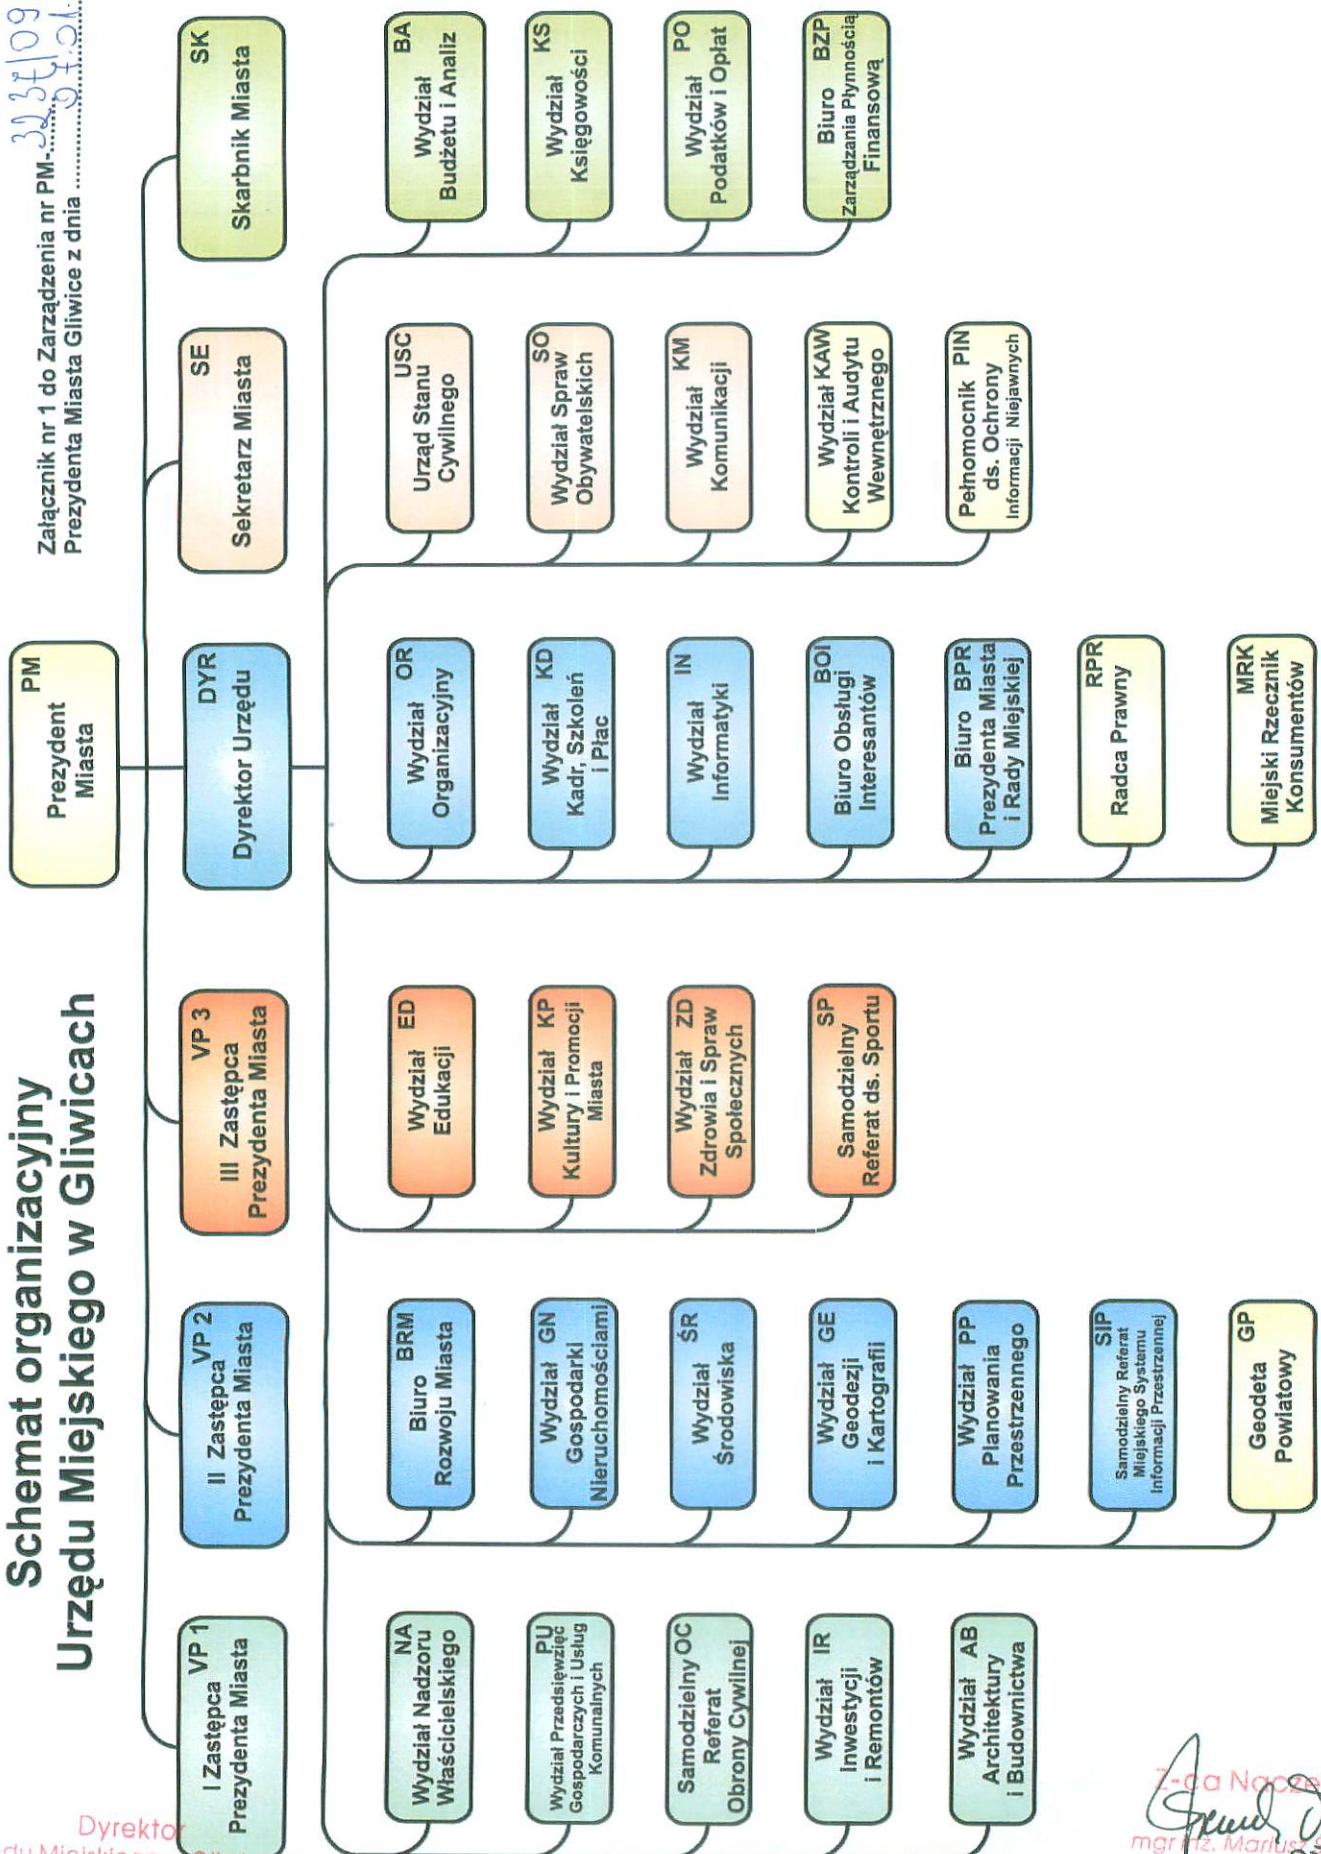 Schemat organizacyjny
Urzędu Miejskiego w Gliwicach
Załącznik nr 1 do Zarządzenia nr PM-3237/09
Prezydenta Miasta Gliwice z dnia
PM
Prezydent
Miasta
VP 1
I Zastępca
Prezydenta Miasta
VP 2
II Zastępca
Prezydenta Miasta
VP 3
III Zastępca
Prezydenta Miasta
DYR
Dyrektor Urzędu
SE
Sekretarz Miasta
SK
Skarbnik Miasta
NA
Wydział Nadzoru
Właścicielskiego
PU
Wydział Przedsięwzięć
Gospodarczych i Usług
Komunalnych
Samodzielny OC
Referat
Obrony Cywilnej
Wydział IR
Inwestycji
i Remontów
Wydział AB
Architektury
i Budownictwa
BRM
Biuro
Rozwoju Miasta
Wydział GN
Gospodarki
Nieruchomościami
ŚR
Wydział
Środowiska
Wydział GE
Geodezji
i Kartografii
Wydział PP
Planowania
Przestrzennego
SIP
Samodzielny Referat
Miejskiego Systemu
Informacji Przestrzennej
GP
Geodeta
Powiatowy
ED
Wydział
Edukacji
Wydział KP
Kultury i Promocji
Miasta
Wydział ZD
Zdrowia i Spraw
Społecznych
SP
Samodzielny
Referat ds. Sportu
OR
Wydział
Organizacyjny
Wydział KD
Kadr, Szkoleń
i Płac
IN
Wydział
Informatyki
BOI
Biuro Obsługi
Interesantów
Biuro BPR
Prezydenta Miasta
i Rady Miejskiej
RPR
Radca Prawny
MRK
Miejski Rzecznik
Konsumentów
USC
Urząd Stanu
Cywilnego
SO
Wydział Spraw
Obywatelskich
KM
Wydział
Komunikacji
Wydział KAW
Kontroli i Audytu
Wewnętrznego
Pełnomocnik PIN
ds. Ochrony
Informacji Niejawnych
BA
Wydział
Budżetu i Analiz
KS
Wydział
Księgowości
PO
Wydział
Podatków i Opłat
Biuro BZP
Zarządzania Płynnością
Finansową
Dyrektor
mgr inż. Mariusz